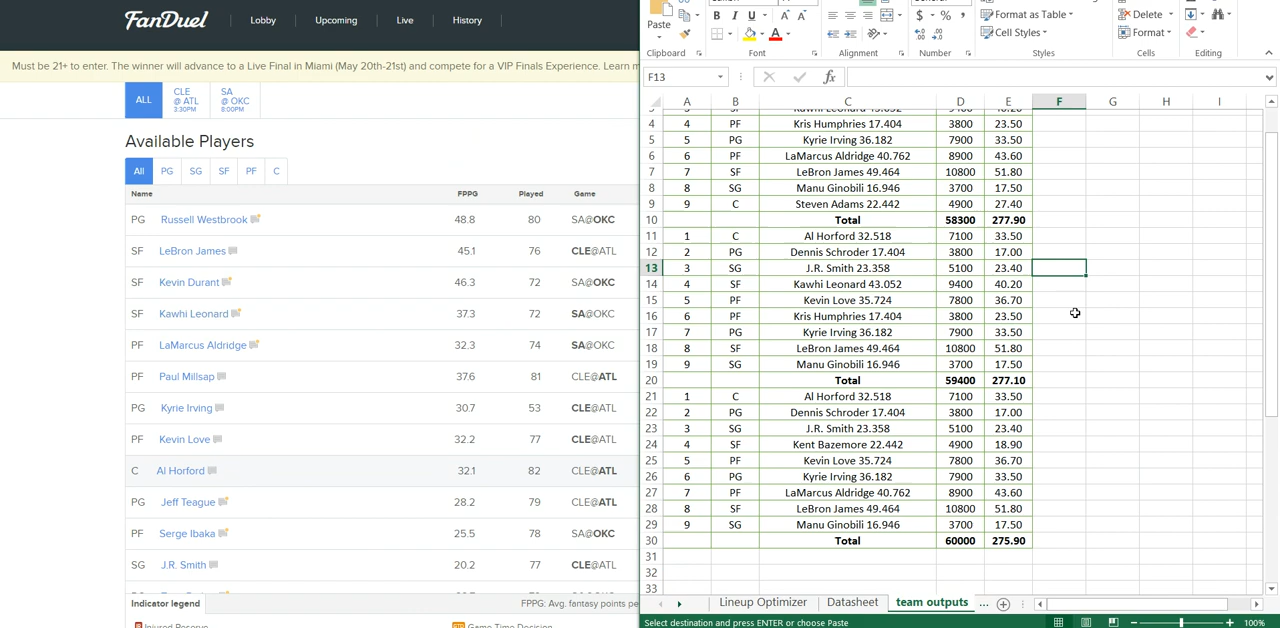 FanDuel Lobby Upcoming Live History
Must be 21+ to enter. The winner will advance to a Live Final in Miami (May 20th-21st) and compete for a VIP Finals Experience. Learn m
ALL
CLE
@ ATL
3:30PM
SA
@ OKC
8:00PM
Available Players
All PG SG SF PF C
Name FPPG Played Game
PG Russell Westbrook 48.8 80 SA@OKC
SF LeBron James 45.1 76 CLE@ATL
SF Kevin Durant 46.3 72 SA@OKC
SF Kawhi Leonard 37.3 72 SA@OKC
PF LaMarcus Aldridge 32.3 74 SA@OKC
PF Paul Millsap 37.6 81 CLE@ATL
PG Kyrie Irving 30.7 53 CLE@ATL
PF Kevin Love 32.2 77 CLE@ATL
C Al Horford 32.1 82 CLE@ATL
PG Jeff Teague 28.2 79 CLE@ATL
PF Serge Ibaka 25.5 78 SA@OKC
SG J.R. Smith 20.2 77 CLE@ATL
Indicator legend FPPG: Avg. fantasy points pe
Injured Reserve Game Time Decision
Paste
B I U A A $ % ,
Format as Table
Cell Styles
Delete
Format
Clipboard Font Alignment Number Styles Cells Editing
F13 fx
A B C D E F G H I
4 4 PF Kris Humphries 17.404 3800 23.50
5 5 PG Kyrie Irving 36.182 7900 33.50
6 6 PF LaMarcus Aldridge 40.762 8900 43.60
7 7 SF LeBron James 49.464 10800 51.80
8 8 SG Manu Ginobili 16.946 3700 17.50
9 9 C Steven Adams 22.442 4900 27.40
10 Total 58300 277.90
11 1 C Al Horford 32.518 7100 33.50
12 2 PG Dennis Schroder 17.404 3800 17.00
13 3 SG J.R. Smith 23.358 5100 23.40
14 4 SF Kawhi Leonard 43.052 9400 40.20
15 5 PF Kevin Love 35.724 7800 36.70
16 6 PF Kris Humphries 17.404 3800 23.50
17 7 PG Kyrie Irving 36.182 7900 33.50
18 8 SF LeBron James 49.464 10800 51.80
19 9 SG Manu Ginobili 16.946 3700 17.50
20 Total 59400 277.10
21 1 C Al Horford 32.518 7100 33.50
22 2 PG Dennis Schroder 17.404 3800 17.00
23 3 SG J.R. Smith 23.358 5100 23.40
24 4 SF Kent Bazemore 22.442 4900 18.90
25 5 PF Kevin Love 35.724 7800 36.70
26 6 PG Kyrie Irving 36.182 7900 33.50
27 7 PF LaMarcus Aldridge 40.762 8900 43.60
28 8 SF LeBron James 49.464 10800 51.80
29 9 SG Manu Ginobili 16.946 3700 17.50
30 Total 60000 275.90
31
32
33
Lineup Optimizer Datasheet team outputs ...
Select destination and press ENTER or choose Paste 100%